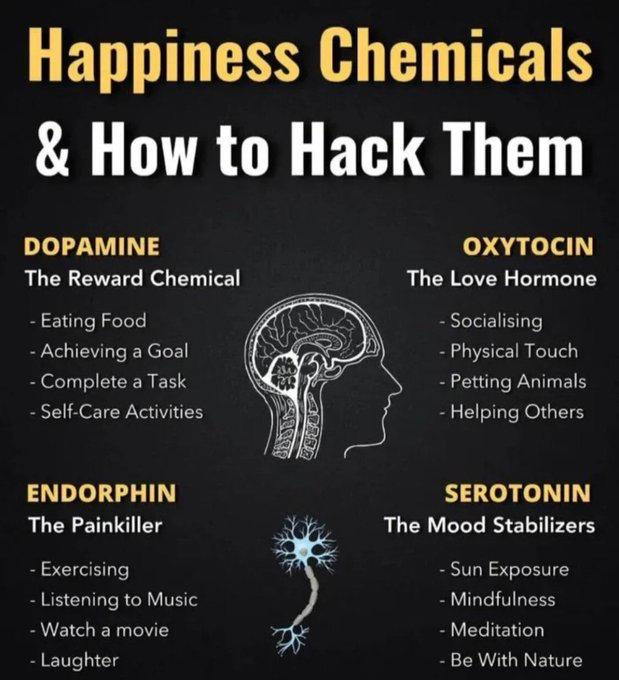 Happiness Chemicals
& How to Hack Them
DOPAMINE
The Reward Chemical
- Eating Food
- Achieving a Goal
- Complete a Task
- Self-Care Activities
OXYTOCIN
The Love Hormone
- Socialising
- Physical Touch
- Petting Animals
- Helping Others
ENDORPHIN
The Painkiller
- Exercising
- Listening to Music
- Watch a movie
- Laughter
SEROTONIN
The Mood Stabilizers
- Sun Exposure
- Mindfulness
- Meditation
- Be With Nature